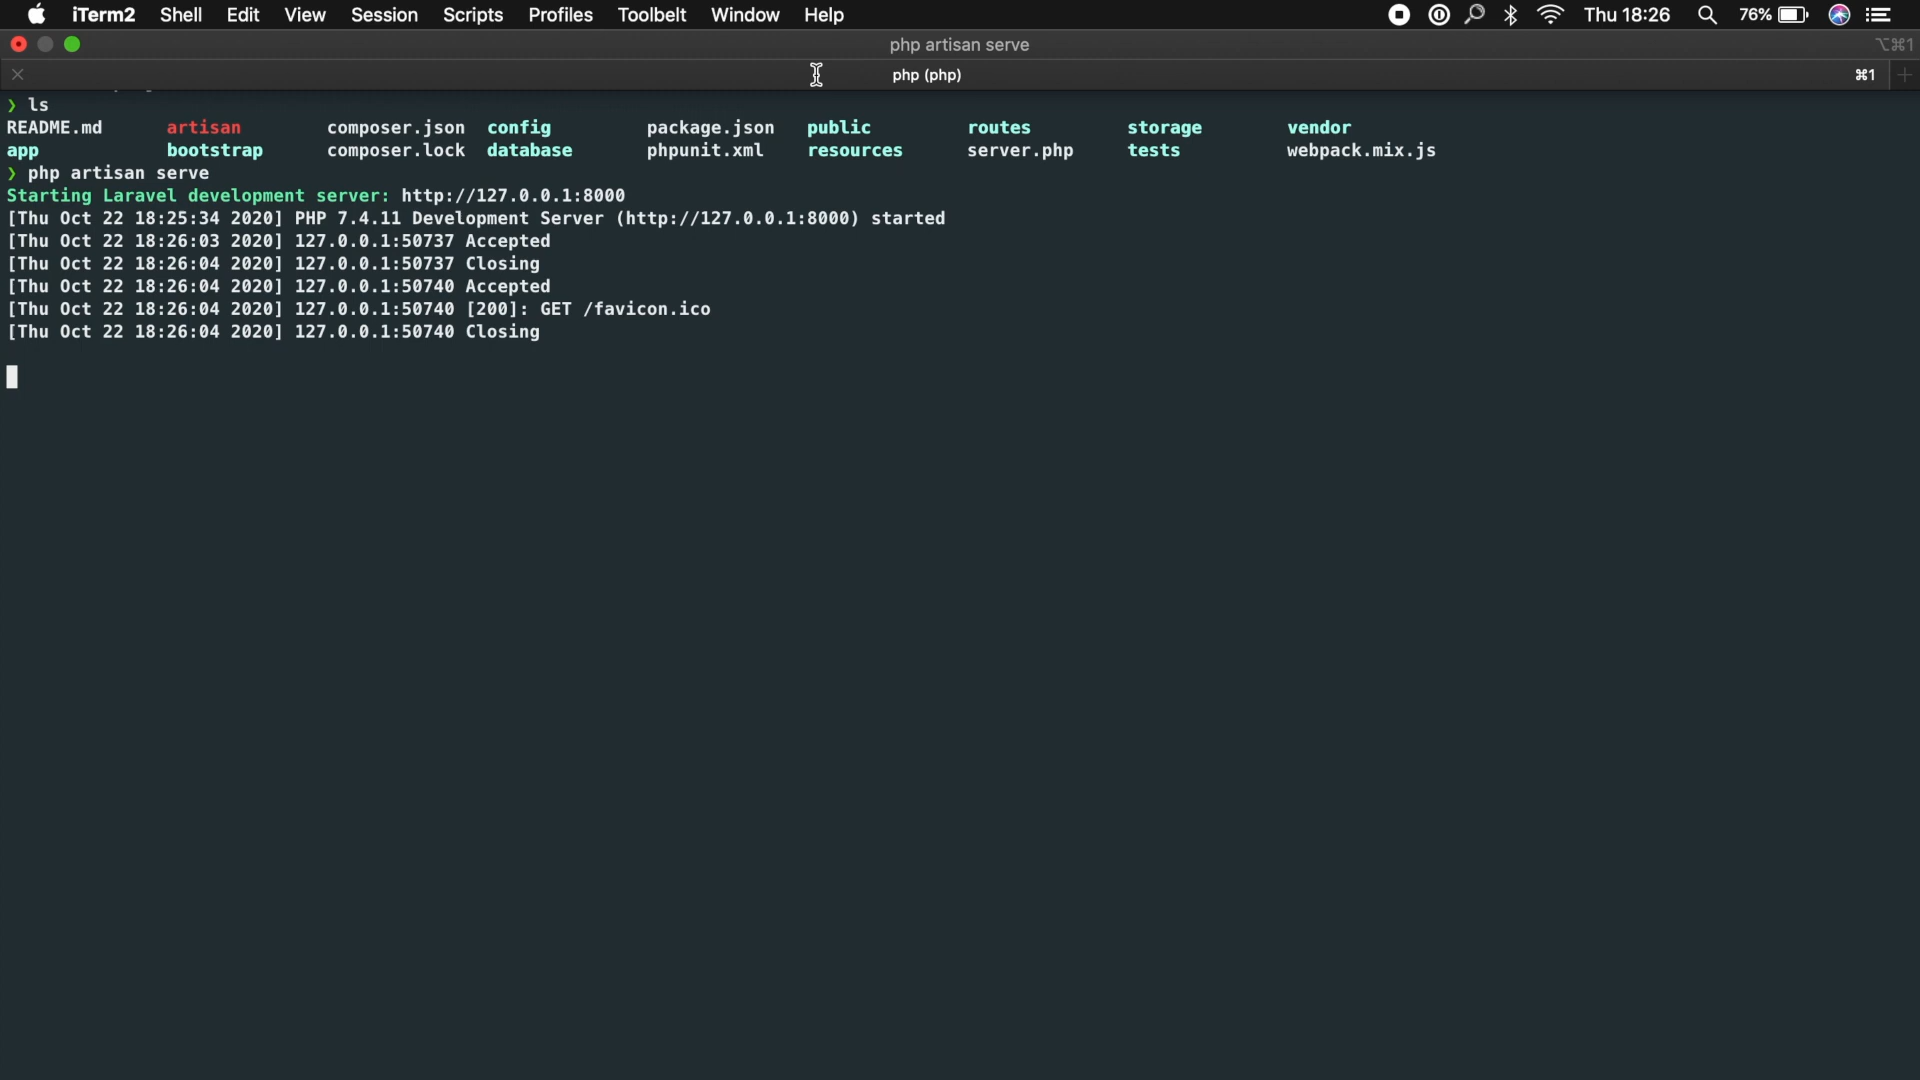 iTerm2 Shell Edit View Session Scripts Profiles Toolbelt Window Help Thu 18:26 76%
php artisan serve ⌥⌘1
php (php) ⌘1
❯ ls
README.md artisan composer.json config package.json public routes storage vendor
app bootstrap composer.lock database phpunit.xml resources server.php tests webpack.mix.js
❯ php artisan serve
Starting Laravel development server: http://127.0.0.1:8000
[Thu Oct 22 18:25:34 2020] PHP 7.4.11 Development Server (http://127.0.0.1:8000) started
[Thu Oct 22 18:26:03 2020] 127.0.0.1:50737 Accepted
[Thu Oct 22 18:26:04 2020] 127.0.0.1:50737 Closing
[Thu Oct 22 18:26:04 2020] 127.0.0.1:50740 Accepted
[Thu Oct 22 18:26:04 2020] 127.0.0.1:50740 [200]: GET /favicon.ico
[Thu Oct 22 18:26:04 2020] 127.0.0.1:50740 Closing